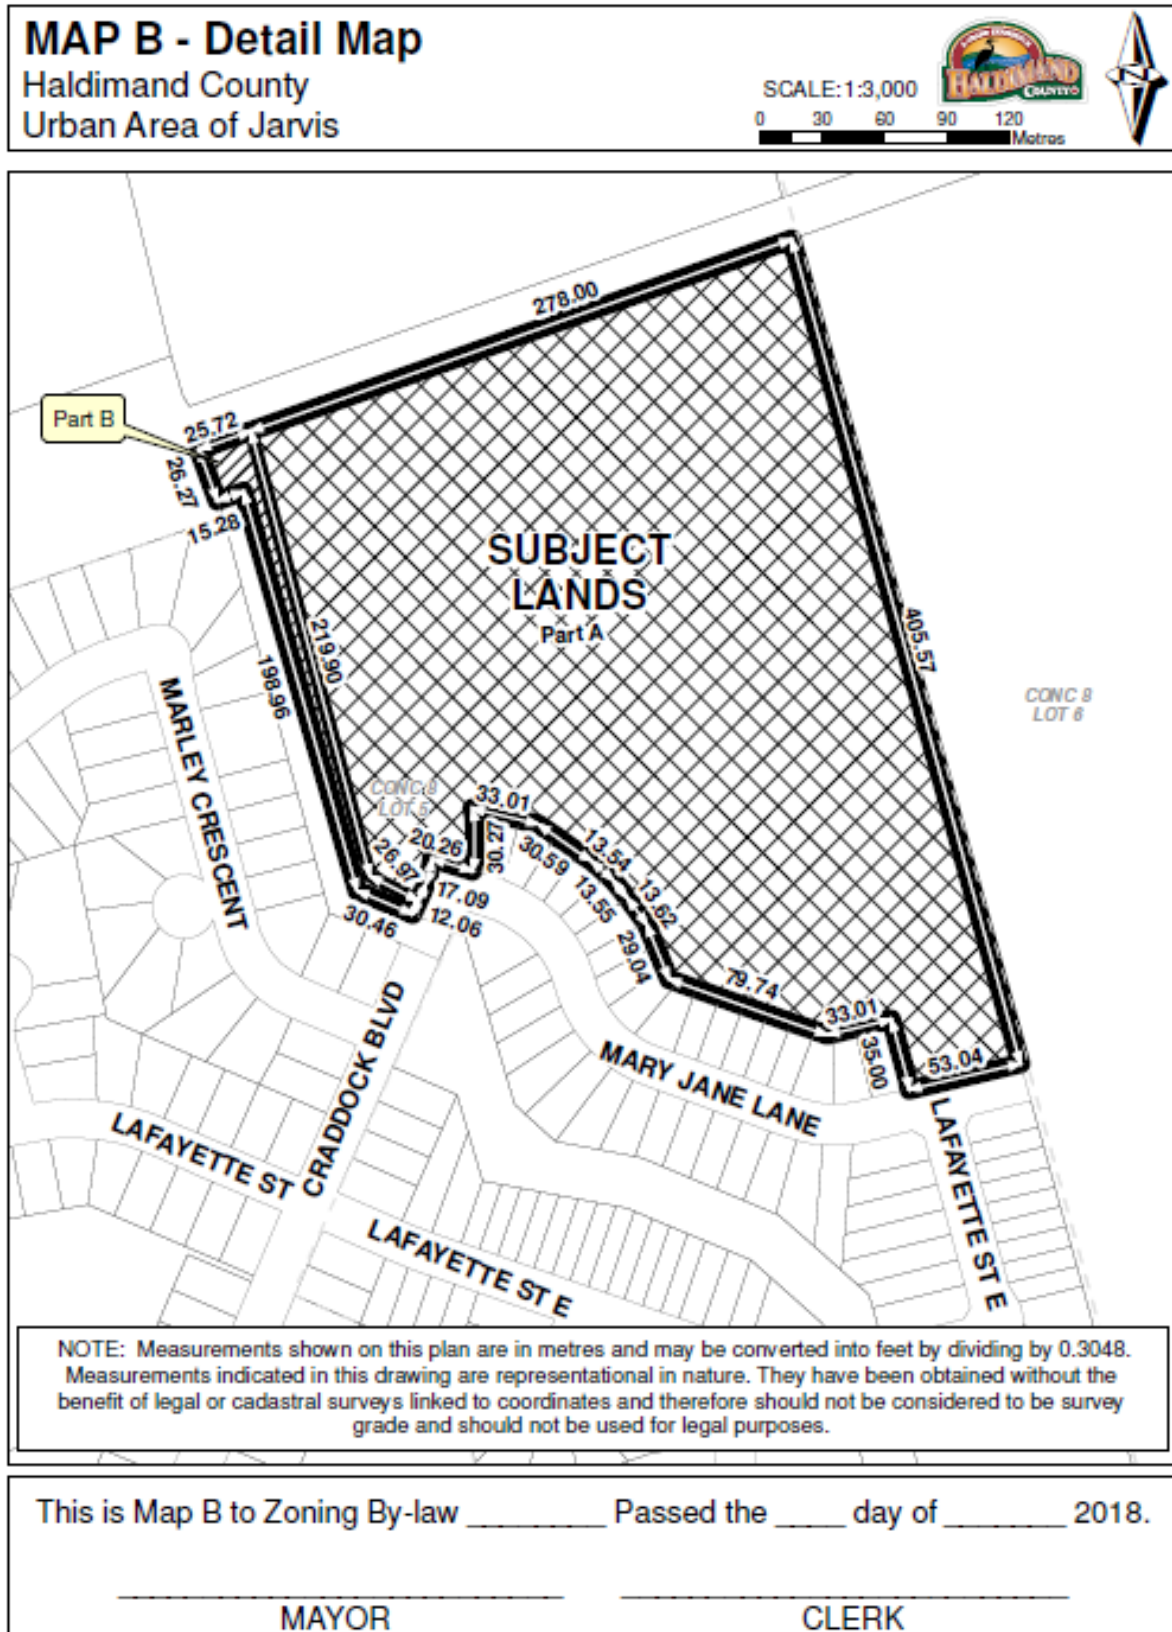 MAP B - Detail Map
Haldimand County
Urban Area of Jarvis
SCALE:1:3,000
0 30 60 90 120
Metres
HALDIMAND
COUNTY
N
278.00
Part B
25.72
26.27
15.28
SUBJECT
LANDS
Part A
219.90
198.96
405.57
CONC 8
LOT 6
MARLEY CRESCENT
CONC 8
LOT 5
33.01
20.26
30.27
26.97
30.59
13.54
17.09
13.55
13.62
30.46
12.06
29.04
79.74
33.01
35.00
53.04
CRADDOCK BLVD
MARY JANE LANE
LAFAYETTE ST
LAFAYETTE ST E
LAFAYETTE ST E
NOTE: Measurements shown on this plan are in metres and may be converted into feet by dividing by 0.3048.
Measurements indicated in this drawing are representational in nature. They have been obtained without the
benefit of legal or cadastral surveys linked to coordinates and therefore should not be considered to be survey
grade and should not be used for legal purposes.
This is Map B to Zoning By-law ________ Passed the ____ day of _______ 2018.
MAYOR
CLERK